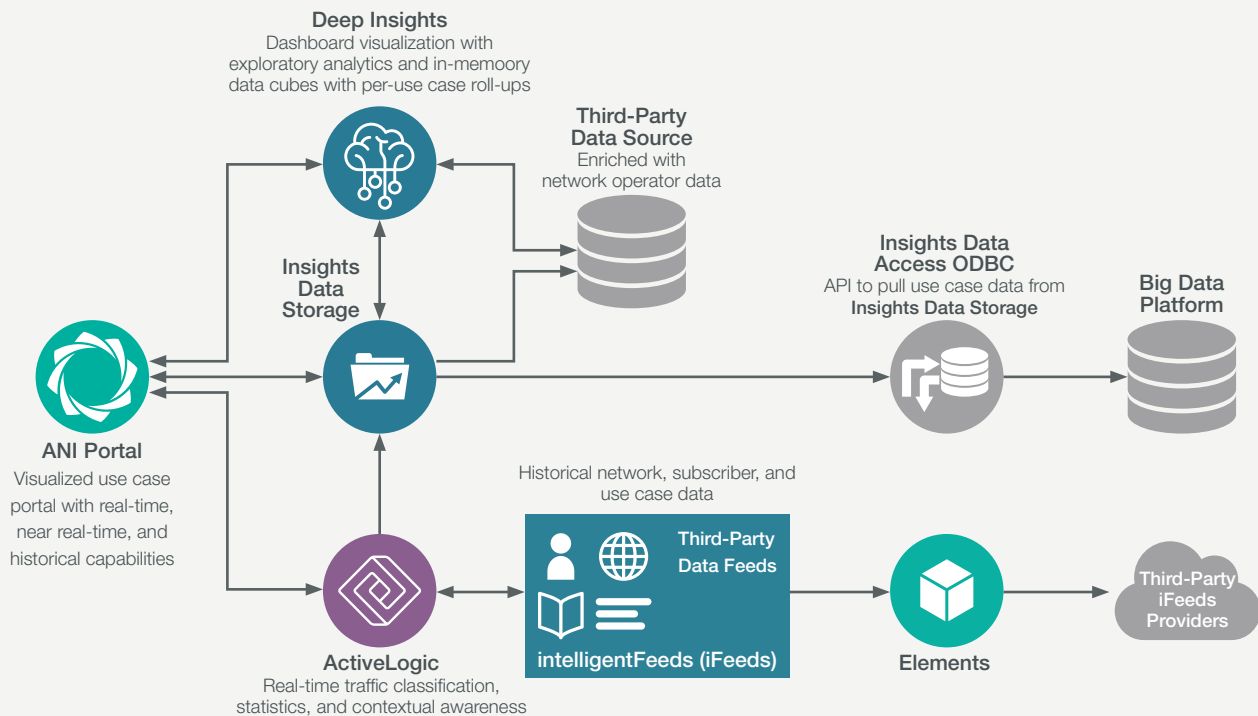 Deep Insights
Dashboard visualization with
exploratory analytics and in-memoory
data cubes with per-use case roll-ups
Third-Party
Data Source
Enriched with
network operator data
Insights
Data
Storage
Insights Data
Access ODBC
API to pull use case data from
Insights Data Storage
Big Data
Platform
ANI Portal
Visualized use case
portal with real-time,
near real-time, and
historical capabilities
Historical network, subscriber, and
use case data
Third-Party
Data Feeds
intelligentFeeds (iFeeds)
ActiveLogic
Real-time traffic classification,
statistics, and contextual awareness
Elements
Third-Party
iFeeds
Providers